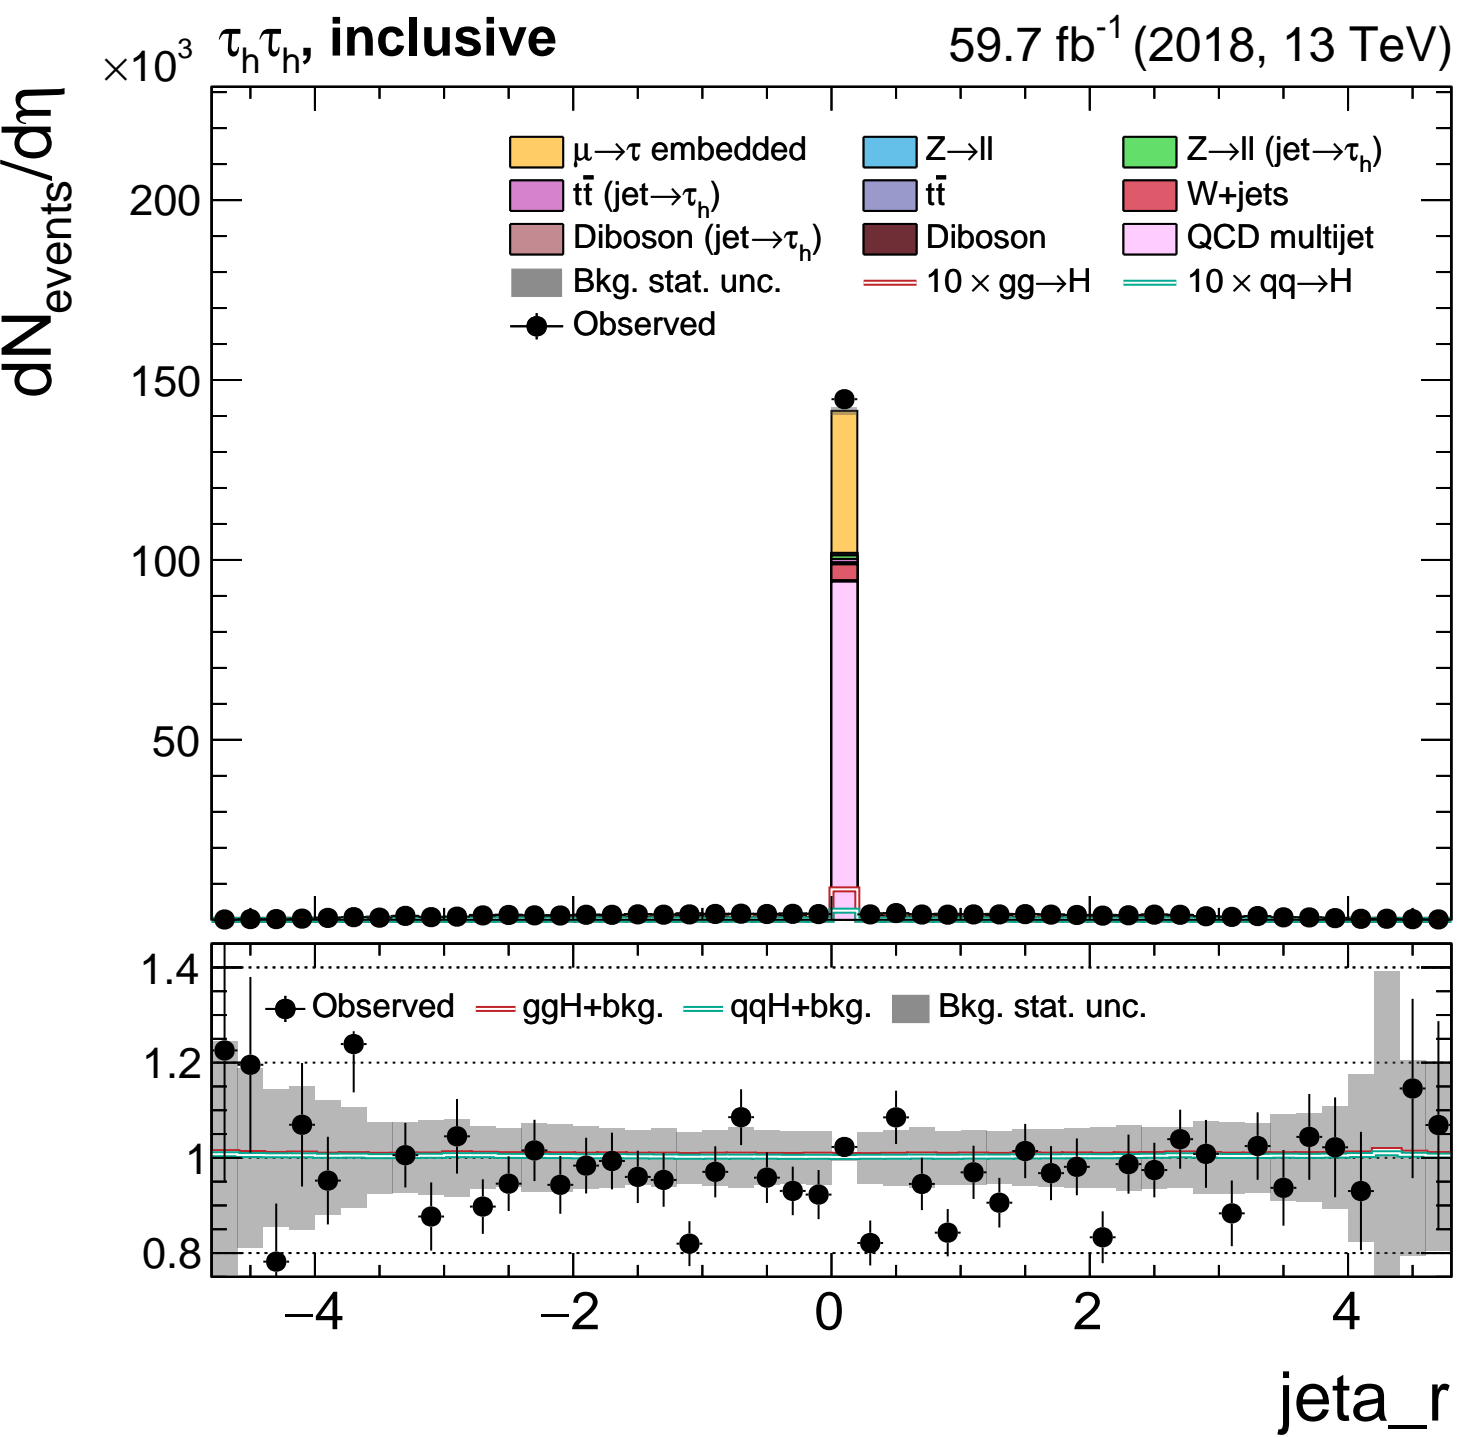 ×10³ τₕτₕ, inclusive 59.7 fb⁻¹ (2018, 13 TeV)
dN_events/dη
μ→τ embedded Z→ll Z→ll (jet→τₕ)
tt̄ (jet→τₕ) tt̄ W+jets
Diboson (jet→τₕ) Diboson QCD multijet
Bkg. stat. unc. 10 × gg→H 10 × qq→H
Observed
200
150
100
50
1.4
Observed ggH+bkg. qqH+bkg. Bkg. stat. unc.
1.2
1
0.8
−4 −2 0 2 4
jeta_r